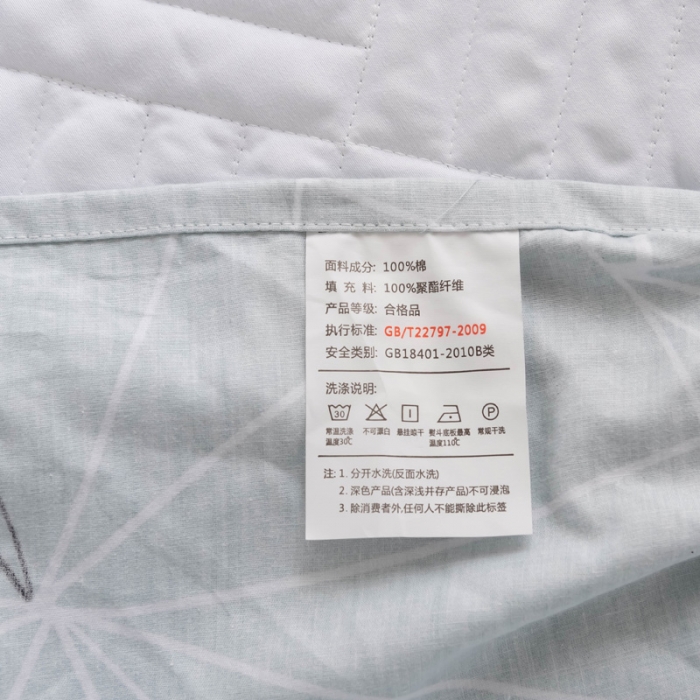 面料成分: 100%棉
填 充 料: 100%聚酯纤维
产品等级: 合格品
执行标准: GB/T22797-2009
安全类别: GB18401-2010B类
洗涤说明:
30 P
常温洗涤 不可漂白 悬挂晾干 熨斗底板最高 常规干洗
温度30℃ 温度110℃
注: 1. 分开水洗(反面水洗)
2. 深色产品(含深浅并存产品)不可浸泡
3. 除消费者外,任何人不能撕除此标签